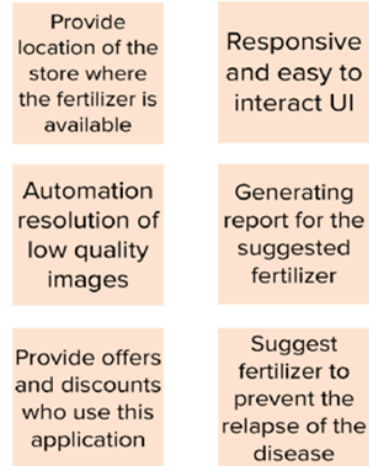 Provide
location of the
store where
the fertilizer is
available
Responsive
and easy to
interact UI
Automation
resolution of
low quality
images
Generating
report for the
suggested
fertilizer
Provide offers
and discounts
who use this
application
Suggest
fertilizer to
prevent the
relapse of the
disease